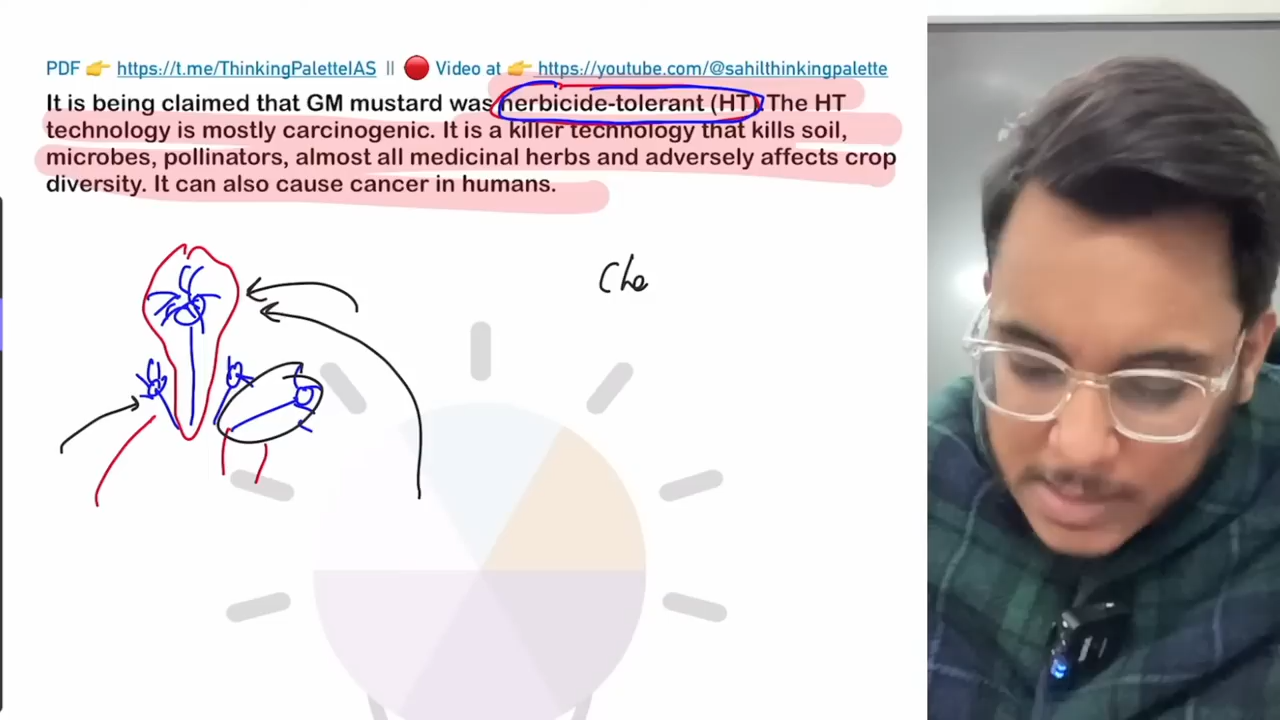 PDF 👉 https://t.me/ThinkingPaletteIAS || 🔴 Video at 👉 https://youtube.com/@sahilthinkingpalette
It is being claimed that GM mustard was herbicide-tolerant (HT). The HT
technology is mostly carcinogenic. It is a killer technology that kills soil,
microbes, pollinators, almost all medicinal herbs and adversely affects crop
diversity. It can also cause cancer in humans.
Che